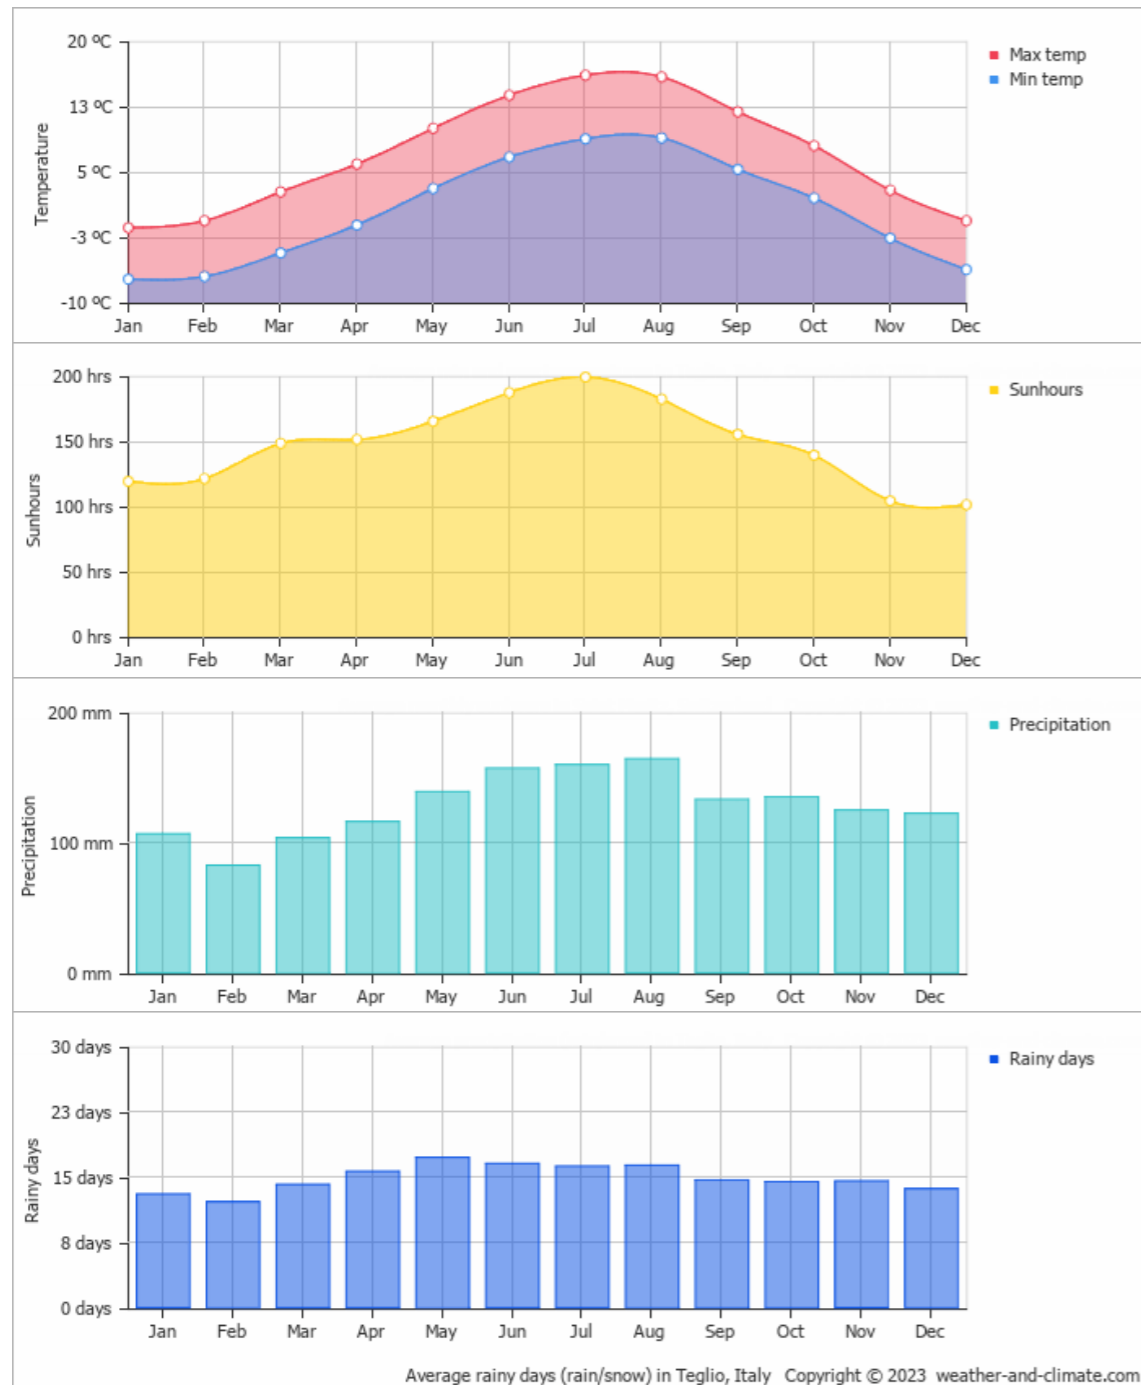 20 ºC
13 ºC
5 ºC
-3 ºC
-10 ºC
Temperature
Jan Feb Mar Apr May Jun Jul Aug Sep Oct Nov Dec
Max temp
Min temp
200 hrs
150 hrs
100 hrs
50 hrs
0 hrs
Sunhours
Jan Feb Mar Apr May Jun Jul Aug Sep Oct Nov Dec
Sunhours
200 mm
100 mm
0 mm
Precipitation
Jan Feb Mar Apr May Jun Jul Aug Sep Oct Nov Dec
Precipitation
30 days
23 days
15 days
8 days
0 days
Rainy days
Jan Feb Mar Apr May Jun Jul Aug Sep Oct Nov Dec
Rainy days
Average rainy days (rain/snow) in Teglio, Italy Copyright © 2023 weather-and-climate.com